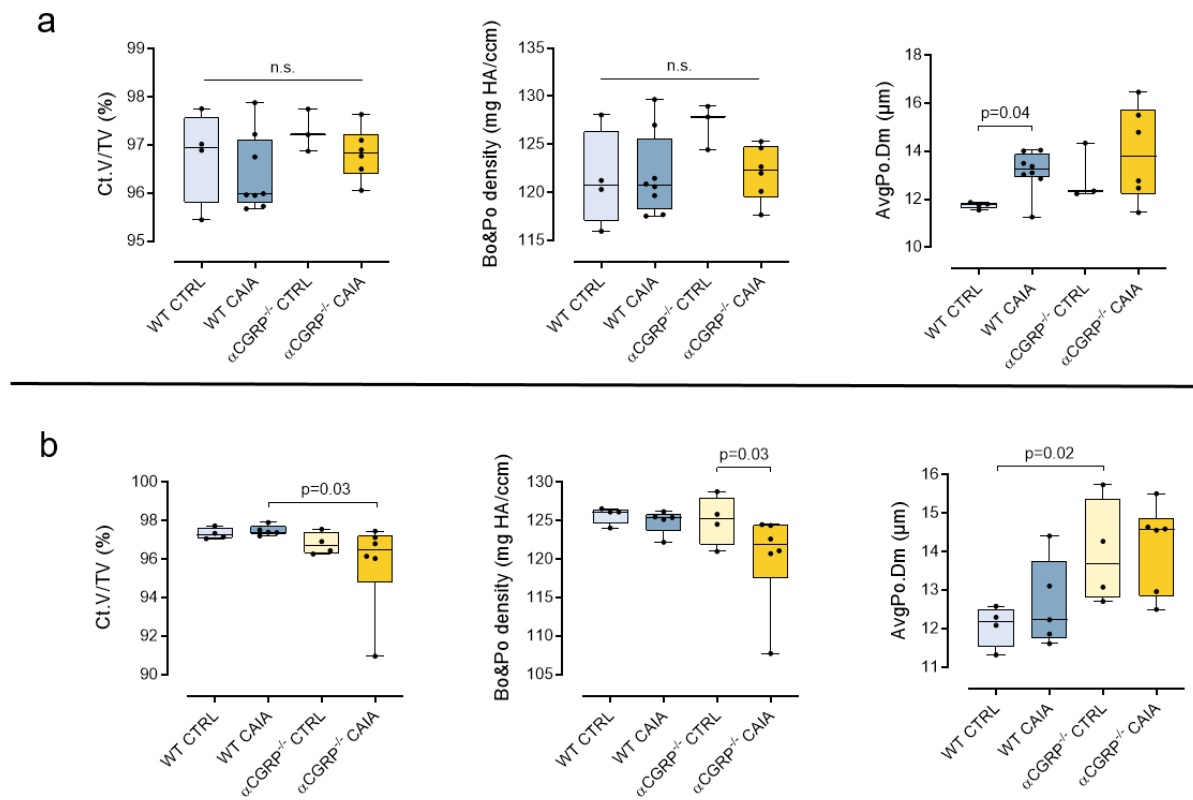 a
Ct.V/TV (%)
99
98
97
96
95
n.s.
WT CTRL
WT CAIA
αCGRP⁻/⁻ CTRL
αCGRP⁻/⁻ CAIA
Bo&Po density (mg HA/ccm)
135
130
125
120
115
n.s.
WT CTRL
WT CAIA
αCGRP⁻/⁻ CTRL
αCGRP⁻/⁻ CAIA
AvgPo.Dm (µm)
18
16
14
12
10
p=0.04
WT CTRL
WT CAIA
αCGRP⁻/⁻ CTRL
αCGRP⁻/⁻ CAIA
b
Ct.V/TV (%)
100
98
96
94
92
90
p=0.03
WT CTRL
WT CAIA
αCGRP⁻/⁻ CTRL
αCGRP⁻/⁻ CAIA
Bo&Po density (mg HA/ccm)
130
125
120
115
110
105
p=0.03
WT CTRL
WT CAIA
αCGRP⁻/⁻ CTRL
αCGRP⁻/⁻ CAIA
AvgPo.Dm (µm)
16
15
14
13
12
11
p=0.02
WT CTRL
WT CAIA
αCGRP⁻/⁻ CTRL
αCGRP⁻/⁻ CAIA